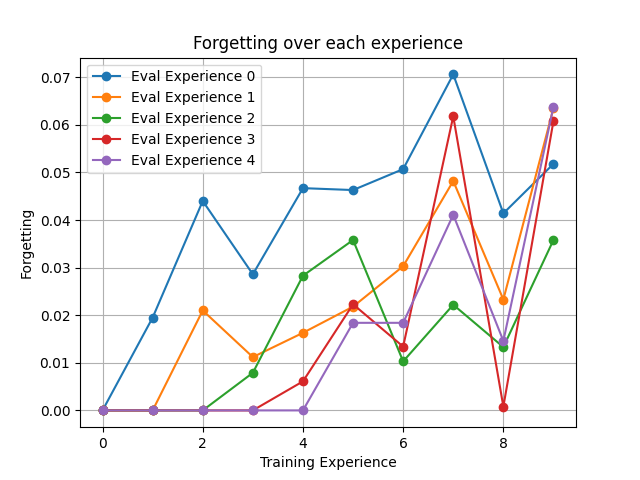 Forgetting over each experience
Eval Experience 0
Eval Experience 1
Eval Experience 2
Eval Experience 3
Eval Experience 4
Forgetting
0.07
0.06
0.05
0.04
0.03
0.02
0.01
0.00
0 2 4 6 8
Training Experience